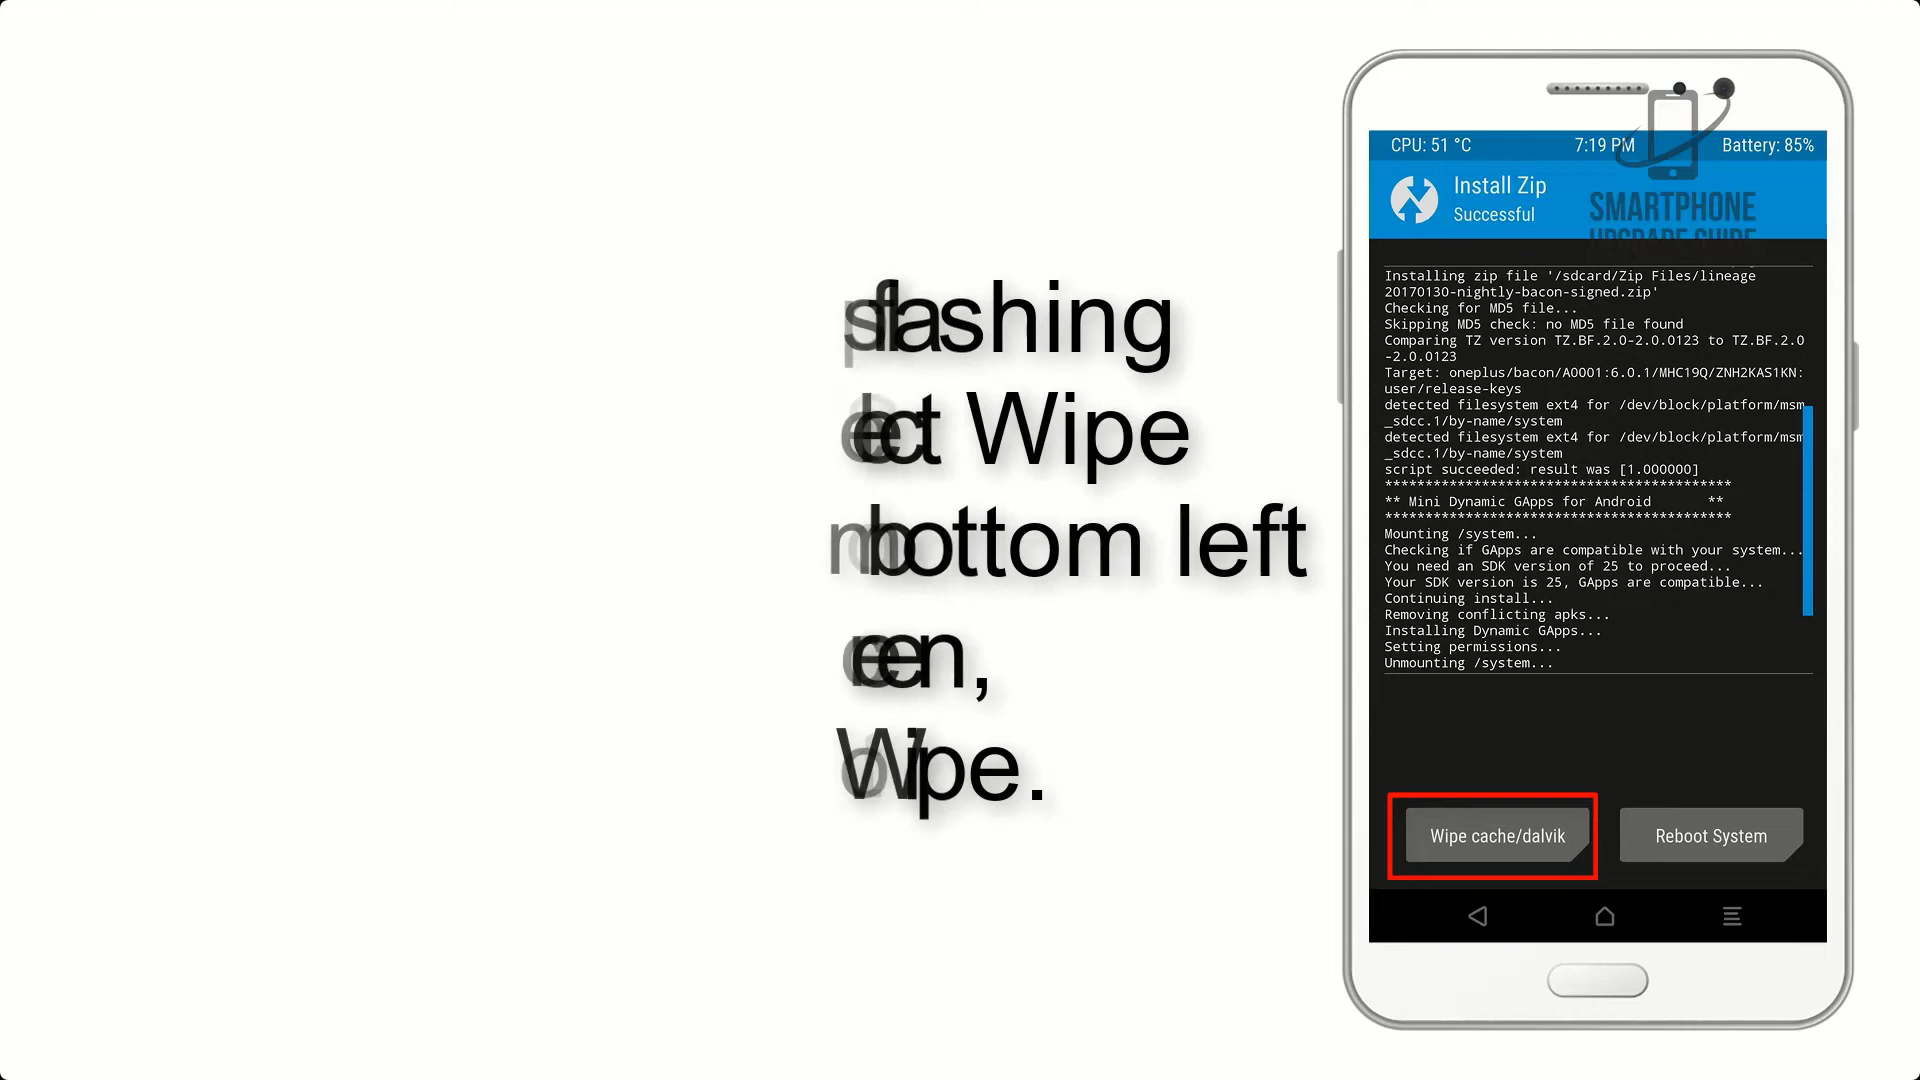 flashing
Wipe
bottom left
Wipe.
CPU: 51 °C 7:19 PM Battery: 85%
Install Zip
Successful
SMARTPHONE
UPGRADE GUIDE
Installing zip file '/sdcard/Zip Files/lineage
20170130-nightly-bacon-signed.zip'
Checking for MD5 file...
Skipping MD5 check: no MD5 file found
Comparing TZ version TZ.BF.2.0-2.0.0123 to TZ.BF.2.0
-2.0.0123
Target: oneplus/bacon/A0001:6.0.1/MHC19Q/ZNH2KAS1KN:
user/release-keys
detected filesystem ext4 for /dev/block/platform/msm
_sdcc.1/by-name/system
detected filesystem ext4 for /dev/block/platform/msm
_sdcc.1/by-name/system
script succeeded: result was [1.000000]
*******************************************
** Mini Dynamic GApps for Android **
*******************************************
Mounting /system...
Checking if GApps are compatible with your system...
You need an SDK version of 25 to proceed...
Your SDK version is 25, GApps are compatible...
Continuing install...
Removing conflicting apks...
Installing Dynamic GApps...
Setting permissions...
Unmounting /system...
Wipe cache/dalvik Reboot System